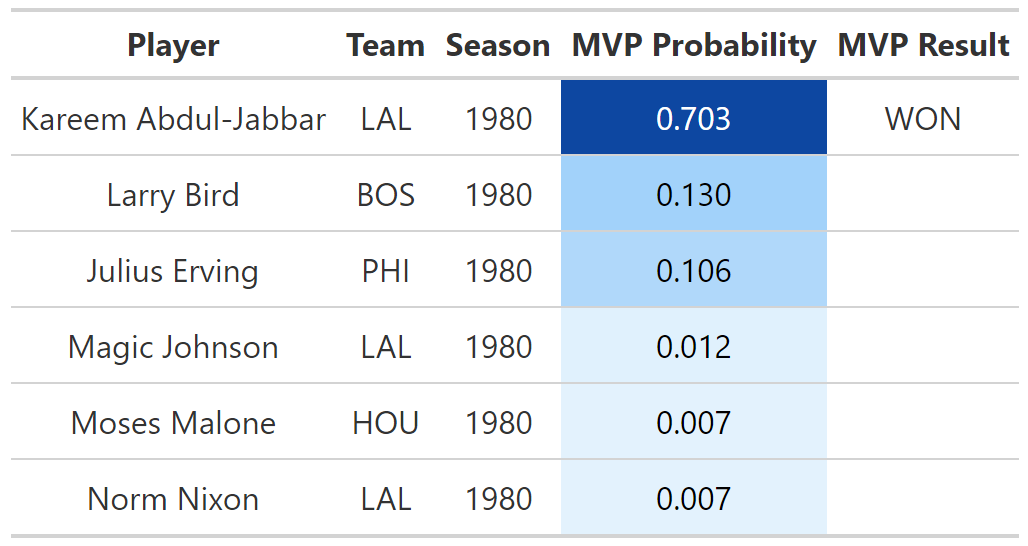 Player Team Season MVP Probability MVP Result
Kareem Abdul-Jabbar LAL 1980 0.703 WON
Larry Bird BOS 1980 0.130
Julius Erving PHI 1980 0.106
Magic Johnson LAL 1980 0.012
Moses Malone HOU 1980 0.007
Norm Nixon LAL 1980 0.007